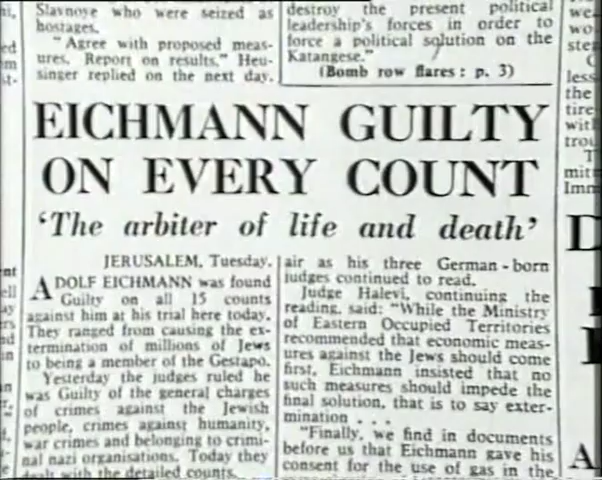 Slavnoye who were seized as
hostages.
"Agree with proposed meas-
ures. Report on results," Heu-
singer replied on the next day.
destroy the present political
leadership's forces in order to
force a political solution on the
Katangese."
(Bomb row flares: p. 3)
EICHMANN GUILTY
ON EVERY COUNT
'The arbiter of life and death'
JERUSALEM, Tuesday.
ADOLF EICHMANN was found
Guilty on all 15 counts
against him at his trial here today.
They ranged from causing the ex-
termination of millions of Jews
to being a member of the Gestapo.
Yesterday the judges ruled he
was Guilty of the general charges
of crimes against the Jewish
people, crimes against humanity,
war crimes and belonging to crimi-
nal nazi organisations. Today they
dealt with the detailed counts.
air as his three German-born
judges continued to read.
Judge Halevi, continuing the
reading, said: "While the Ministry
of Eastern Occupied Territories
recommended that economic meas-
ures against the Jews should come
first, Eichmann insisted that no
such measures should impede the
final solution, that is to say exter-
mination . . .
"Finally, we find in documents
before us that Eichmann gave his
consent for the use of gas in the